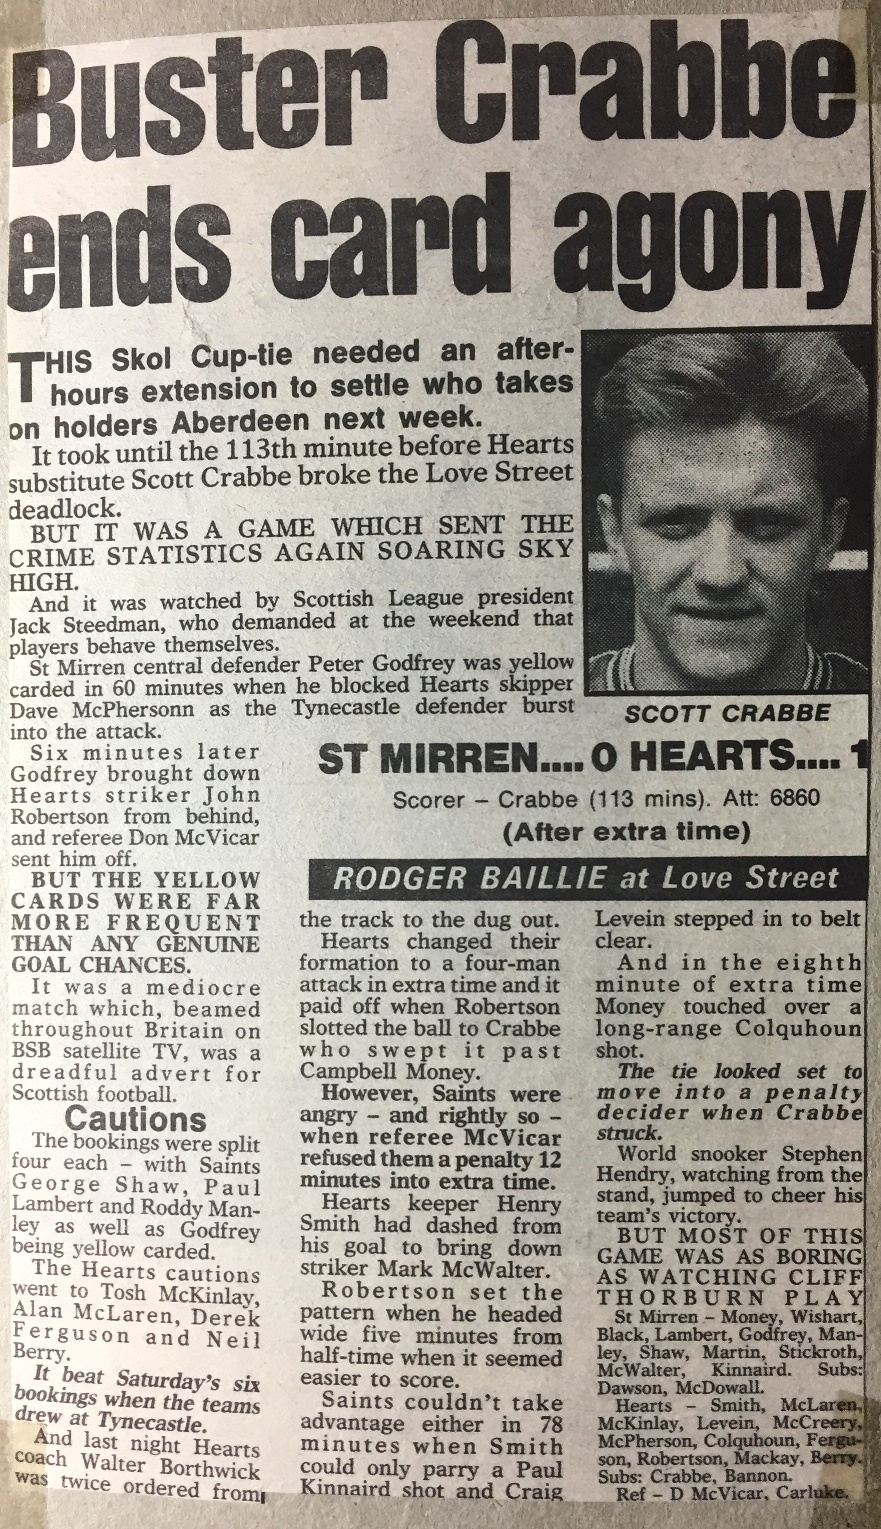 Buster Crabbe
ends card agony
THIS Skol Cup-tie needed an after-
hours extension to settle who takes
on holders Aberdeen next week.
It took until the 113th minute before Hearts
substitute Scott Crabbe broke the Love Street
deadlock.
BUT IT WAS A GAME WHICH SENT THE
CRIME STATISTICS AGAIN SOARING SKY
HIGH.
And it was watched by Scottish League president
Jack Steedman, who demanded at the weekend that
players behave themselves.
St Mirren central defender Peter Godfrey was yellow
carded in 60 minutes when he blocked Hearts skipper
Dave McPhersonn as the Tynecastle defender burst
into the attack.
Six minutes later
Godfrey brought down
Hearts striker John
Robertson from behind,
and referee Don McVicar
sent him off.
BUT THE YELLOW
CARDS WERE FAR
MORE FREQUENT
THAN ANY GENUINE
GOAL CHANCES.
It was a mediocre
match which, beamed
throughout Britain on
BSB satellite TV, was a
dreadful advert for
Scottish football.
Cautions
The bookings were split
four each – with Saints
George Shaw, Paul
Lambert and Roddy Man-
ley as well as Godfrey
being yellow carded.
The Hearts cautions
went to Tosh McKinlay,
Alan McLaren, Derek
Ferguson and Neil
Berry.
It beat Saturday's six
bookings when the teams
drew at Tynecastle.
And last night Hearts
coach Walter Borthwick
was twice ordered from
SCOTT CRABBE
ST MIRREN.... 0 HEARTS.... 1
Scorer – Crabbe (113 mins). Att: 6860
(After extra time)
RODGER BAILLIE at Love Street
the track to the dug out.
Hearts changed their
formation to a four-man
attack in extra time and it
paid off when Robertson
slotted the ball to Crabbe
who swept it past
Campbell Money.
However, Saints were
angry – and rightly so –
when referee McVicar
refused them a penalty 12
minutes into extra time.
Hearts keeper Henry
Smith had dashed from
his goal to bring down
striker Mark McWalter.
Robertson set the
pattern when he headed
wide five minutes from
half-time when it seemed
easier to score.
Saints couldn't take
advantage either in 78
minutes when Smith
could only parry a Paul
Kinnaird shot and Craig
Levein stepped in to belt
clear.
And in the eighth
minute of extra time
Money touched over a
long-range Colquhoun
shot.
The tie looked set to
move into a penalty
decider when Crabbe
struck.
World snooker Stephen
Hendry, watching from the
stand, jumped to cheer his
team's victory.
BUT MOST OF THIS
GAME WAS AS BORING
AS WATCHING CLIFF
THORBURN PLAY
St Mirren – Money, Wishart,
Black, Lambert, Godfrey, Man-
ley, Shaw, Martin, Stickroth,
McWalter, Kinnaird. Subs:
Dawson, McDowall.
Hearts – Smith, McLaren,
McKinlay, Levein, McCreery,
McPherson, Colquhoun, Fergu-
son, Robertson, Mackay, Berry.
Subs: Crabbe, Bannon.
Ref – D McVicar, Carluke.